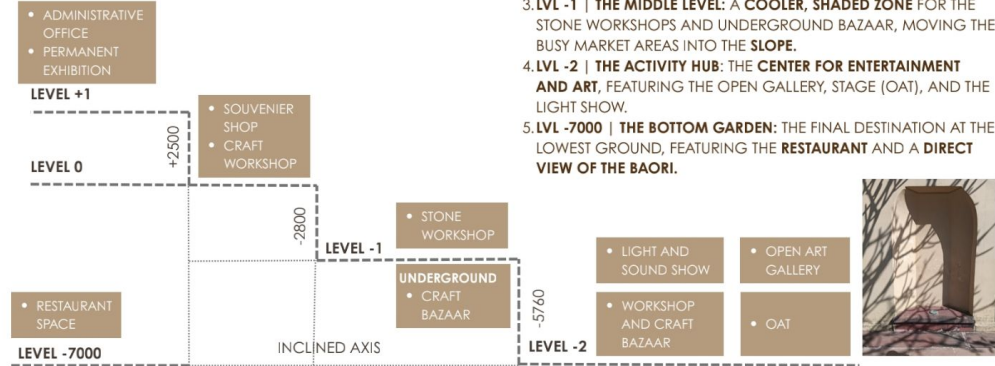 • ADMINISTRATIVE
OFFICE
• PERMANENT
EXHIBITION
LEVEL +1
+2500
• SOUVENIER
SHOP
• CRAFT
WORKSHOP
LEVEL 0
-2800
LEVEL -1
• STONE
WORKSHOP
UNDERGROUND
• CRAFT
BAZAAR
-5760
• RESTAURANT
SPACE
LEVEL -7000
INCLINED AXIS
LEVEL -2
• LIGHT AND
SOUND SHOW
• OPEN ART
GALLERY
• WORKSHOP
AND CRAFT
BAZAAR
• OAT
3. LVL -1 | THE MIDDLE LEVEL: A COOLER, SHADED ZONE FOR THE
STONE WORKSHOPS AND UNDERGROUND BAZAAR, MOVING THE
BUSY MARKET AREAS INTO THE SLOPE.
4. LVL -2 | THE ACTIVITY HUB: THE CENTER FOR ENTERTAINMENT
AND ART, FEATURING THE OPEN GALLERY, STAGE (OAT), AND THE
LIGHT SHOW.
5. LVL -7000 | THE BOTTOM GARDEN: THE FINAL DESTINATION AT THE
LOWEST GROUND, FEATURING THE RESTAURANT AND A DIRECT
VIEW OF THE BAORI.